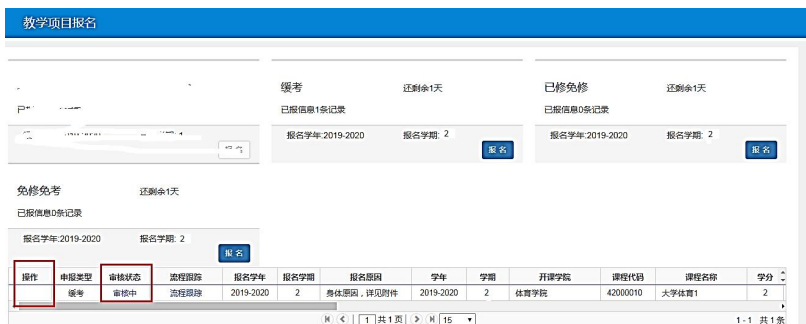 教学项目报名
缓考 还剩余1天
已报信息1条记录
报名学年:2019-2020 报名学期: 2
报名
已修免修 还剩余1天
已报信息0条记录
报名学年:2019-2020 报名学期: 2
报名
免修免考 还剩余1天
已报信息0条记录
报名学年:2019-2020 报名学期: 2
报名
操作 申报类型 审核状态 流程跟踪 报名学年 报名学期 报名原因 学年 学期 开课学院 课程代码 课程名称 学分
缓考 审核中 流程跟踪 2019-2020 2 身体原因，详见附件 2019-2020 2 体育学院 42000010 大学体育1 2
1 共1页 15 1 - 1 共 1 条